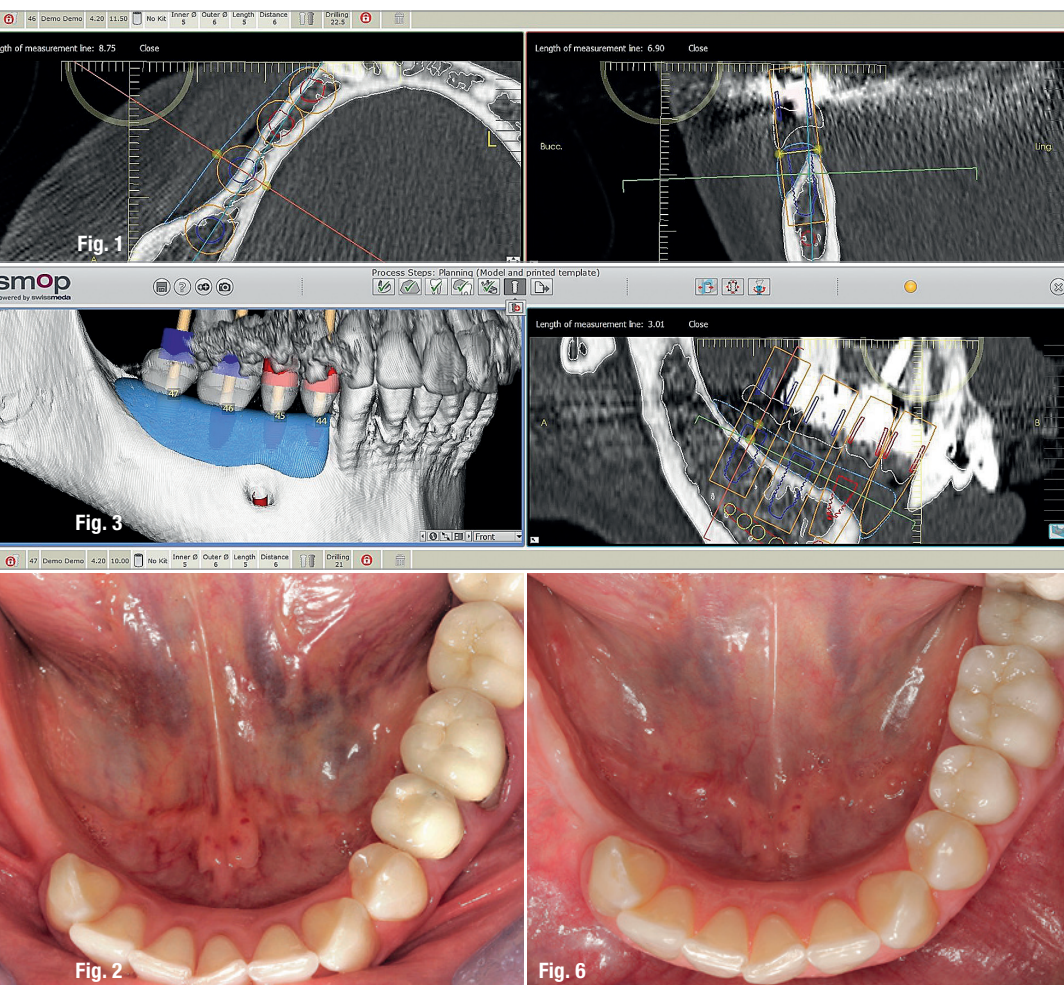 46 Demo Demo 4.20 11.50 No Kit Inner Ø 5 Outer Ø 6 Length 5 Distance 6 Drilling 22.5
ngth of measurement line: 8.75 Close
Length of measurement line: 6.90 Close
L
Bucc.
Ling.
Fig. 1
A
smop
powered by swissmeda
Process Steps: Planning (Model and printed template)
Length of measurement line: 3.01 Close
47
46
45
44
A
B
Fig. 3
Front
47 Demo Demo 4.20 10.00 No Kit Inner Ø 5 Outer Ø 6 Length 5 Distance 6 Drilling 21
Fig. 2
Fig. 6